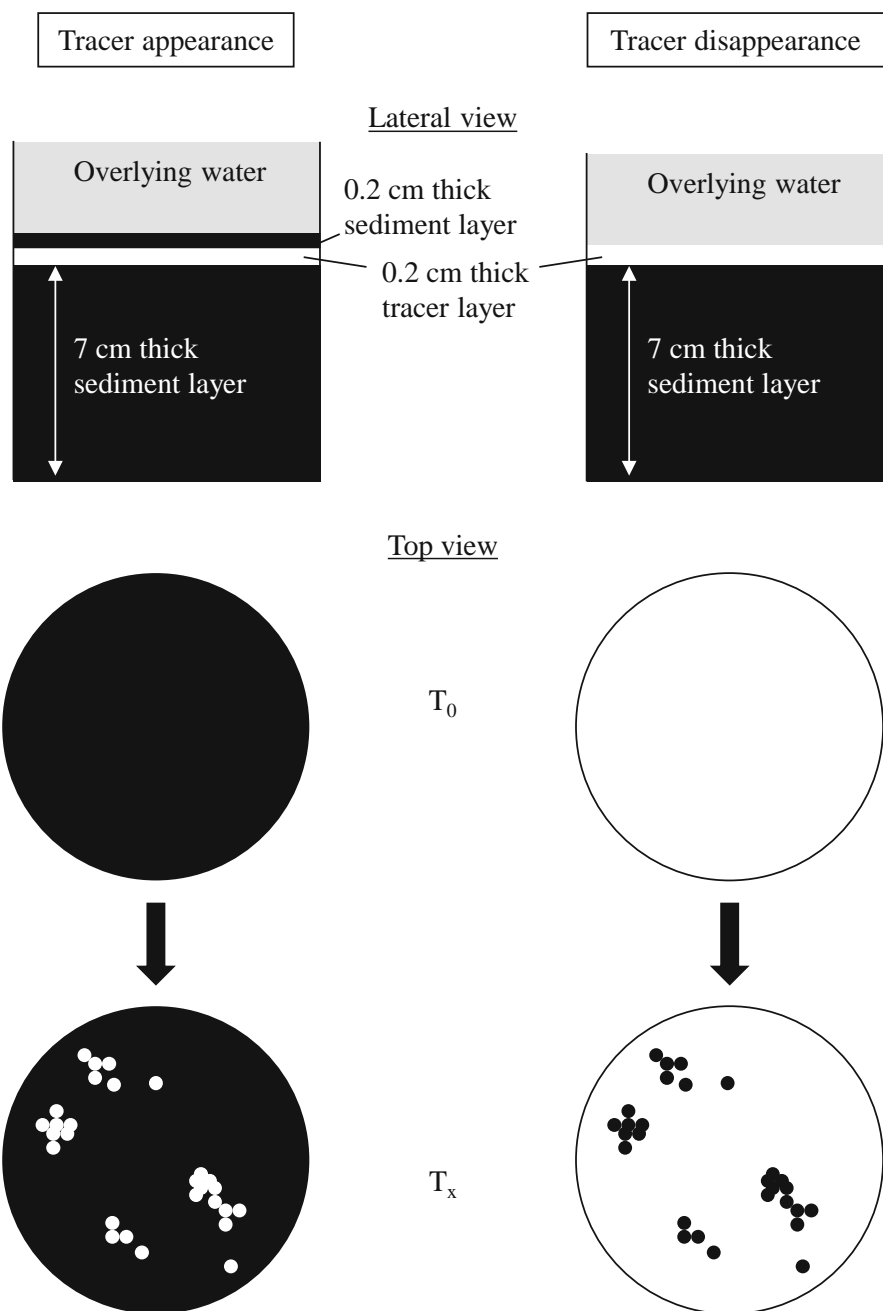 Tracer appearance
Tracer disappearance
Lateral view
Overlying water
0.2 cm thick
sediment layer
Overlying water
0.2 cm thick
tracer layer
7 cm thick
sediment layer
7 cm thick
sediment layer
Top view
T₀
Tₓ